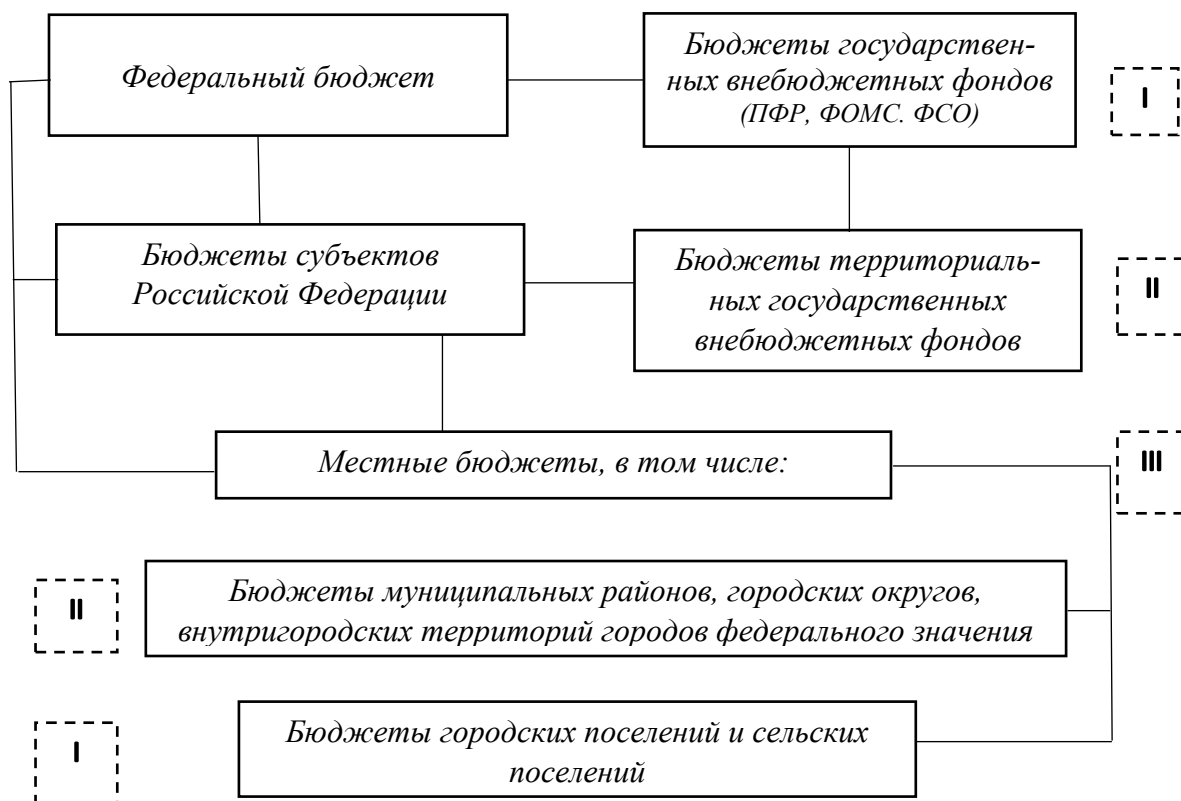 Федеральный бюджет
Бюджеты государствен-
ных внебюджетных фондов
(ПФР, ФОМС. ФСО)
I
Бюджеты субъектов
Российской Федерации
Бюджеты территориаль-
ных государственных
внебюджетных фондов
II
Местные бюджеты, в том числе:
III
II
Бюджеты муниципальных районов, городских округов,
внутригородских территорий городов федерального значения
I
Бюджеты городских поселений и сельских
поселений